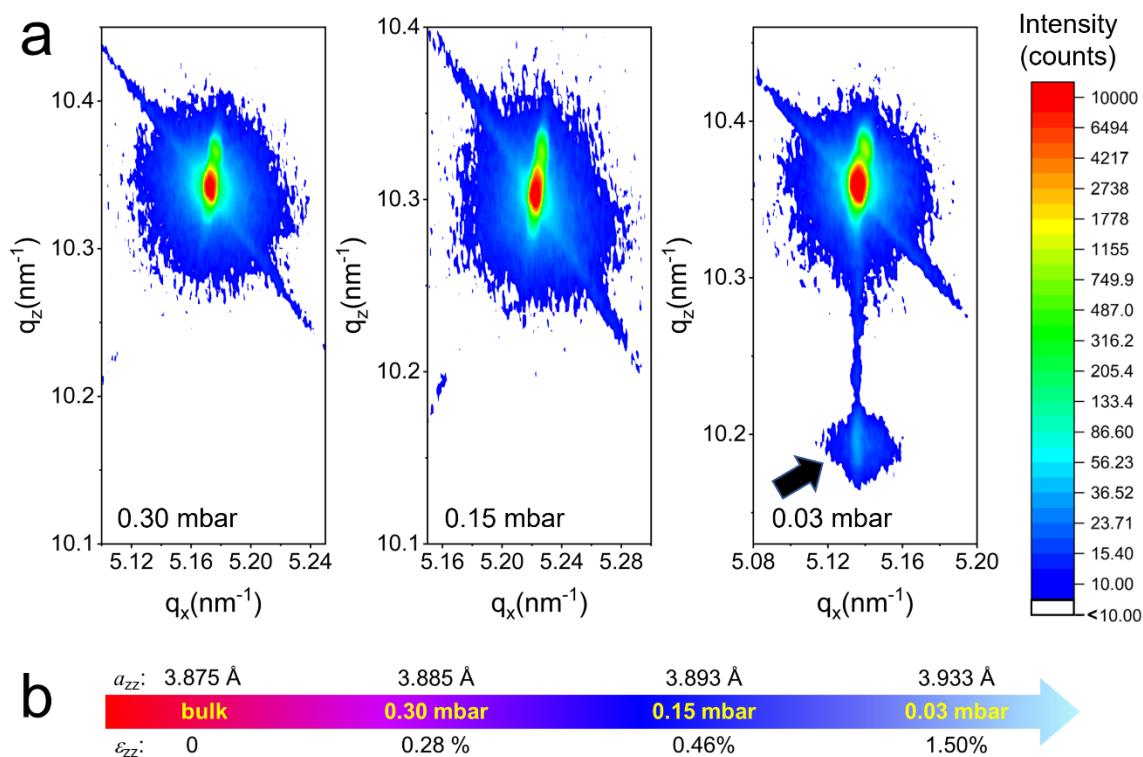 a
10.4
10.3
10.2
10.1
q_z(nm⁻¹)
0.30 mbar
5.12 5.16 5.20 5.24
q_x(nm⁻¹)
10.4
10.3
10.2
10.1
q_z(nm⁻¹)
0.15 mbar
5.16 5.20 5.24 5.28
q_x(nm⁻¹)
10.4
10.3
10.2
q_z(nm⁻¹)
0.03 mbar
5.08 5.12 5.16 5.20
q_x(nm⁻¹)
Intensity
(counts)
10000
6494
4217
2738
1778
1155
749.9
487.0
316.2
205.4
133.4
86.60
56.23
36.52
23.71
15.40
10.00
<10.00
b
a_zz: 3.875 Å 3.885 Å 3.893 Å 3.933 Å
bulk 0.30 mbar 0.15 mbar 0.03 mbar
ε_zz: 0 0.28 % 0.46% 1.50%